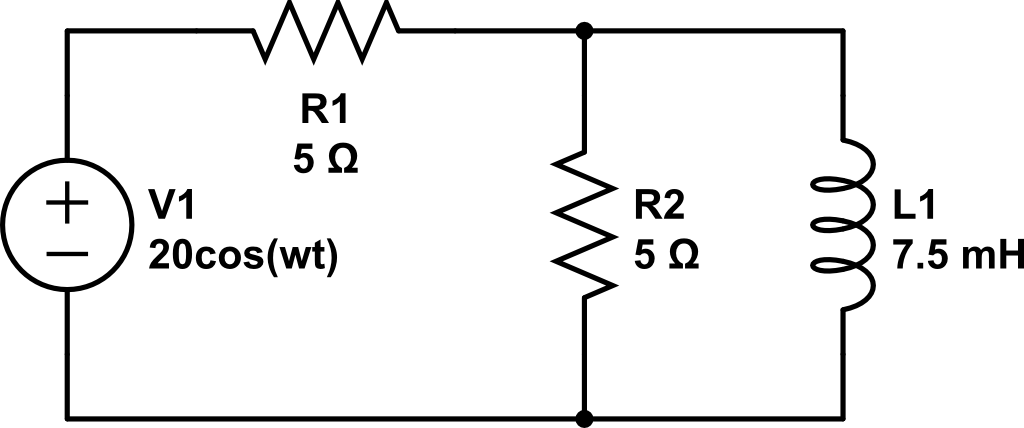 R1
5 Ω
V1
20cos(wt)
R2
5 Ω
L1
7.5 mH